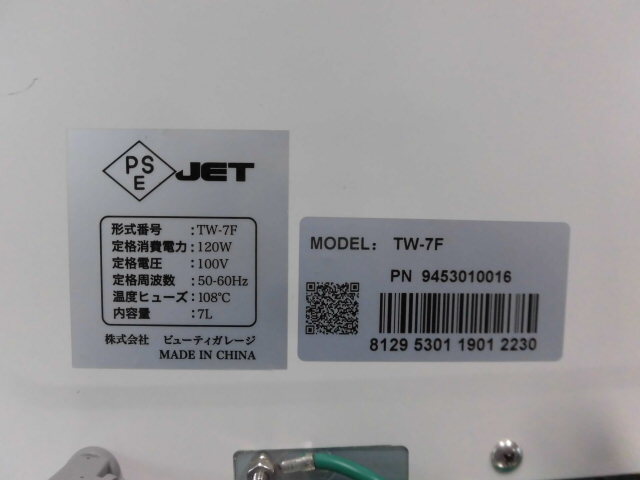 PS
E
JET
形式番号 :TW-7F
定格消費電力:120W
定格電圧 :100V
定格周波数 :50-60Hz
温度ヒューズ:108℃
内容量 :7L
株式会社 ビューティガレージ
MADE IN CHINA
MODEL: TW-7F
PN 9453010016
8129 5301 1901 2230